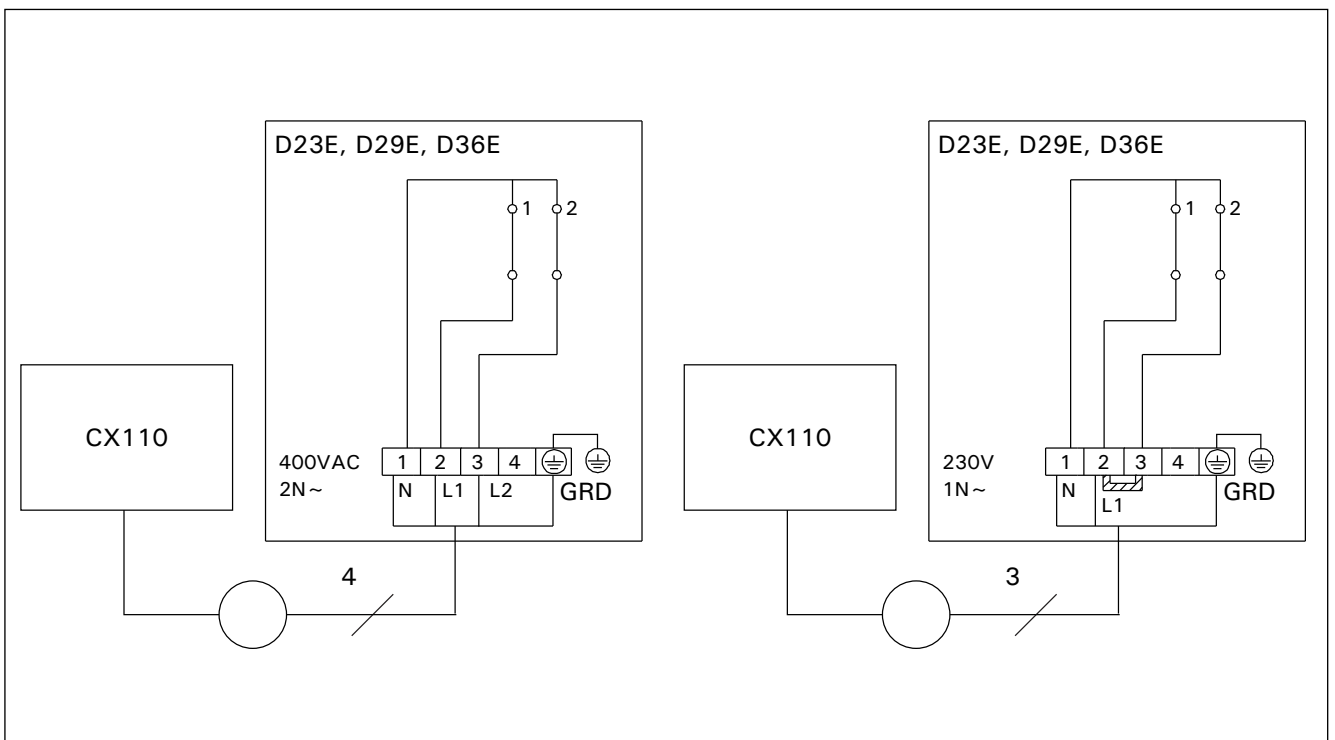 D23E, D29E, D36E
1 2
CX110
400VAC 1 2 3 4
2N~ N L1 L2 GRD
4
D23E, D29E, D36E
1 2
CX110
230V 1 2 3 4
1N~ N L1 GRD
3